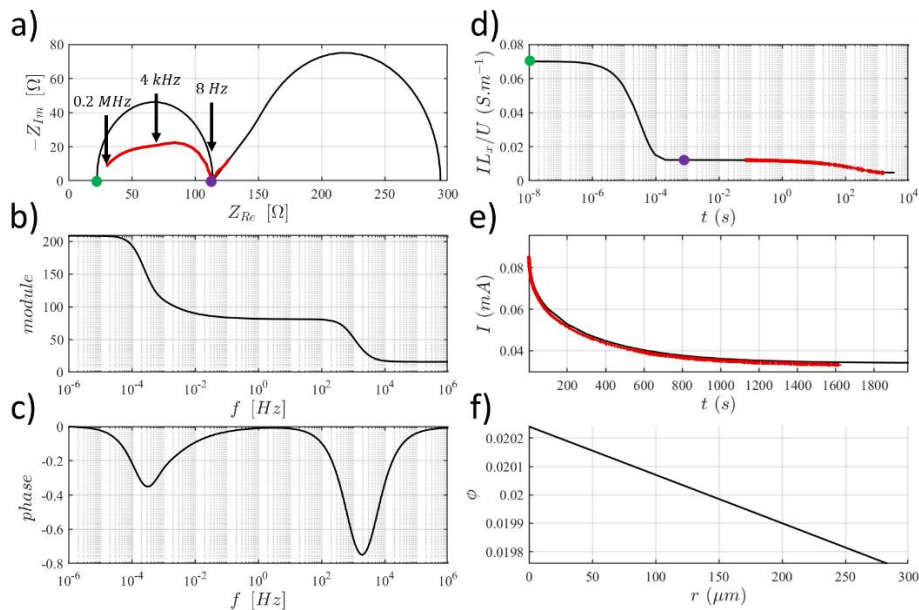 a)
80
60
40
20
0
−Z_Im [Ω]
0.2 MHz
4 kHz
8 Hz
0 50 100 150 200 250 300
Z_Re [Ω]
b)
200
150
100
50
0
module
10^-6 10^-4 10^-2 10^0 10^2 10^4 10^6
f [Hz]
c)
0
-0.2
-0.4
-0.6
-0.8
phase
10^-6 10^-4 10^-2 10^0 10^2 10^4 10^6
f [Hz]
d)
0.08
0.06
0.04
0.02
0
IL_x/U (S.m^−1)
10^-8 10^-6 10^-4 10^-2 10^0 10^2 10^4
t (s)
e)
0.08
0.06
0.04
I (mA)
200 400 600 800 1000 1200 1400 1600 1800
t (s)
f)
0.0202
0.0201
0.02
0.0199
0.0198
ϕ
0 50 100 150 200 250 300
r (μm)